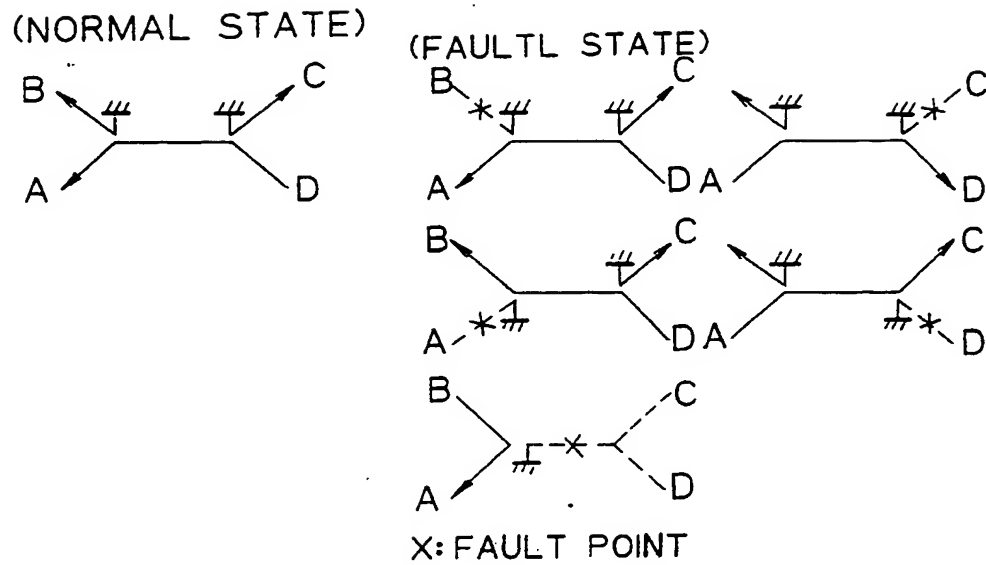 (NORMAL STATE)
B C
A D
(FAULTL STATE)
B C C
A D A D
B C C
A D A D
B C
A D
X: FAULT POINT